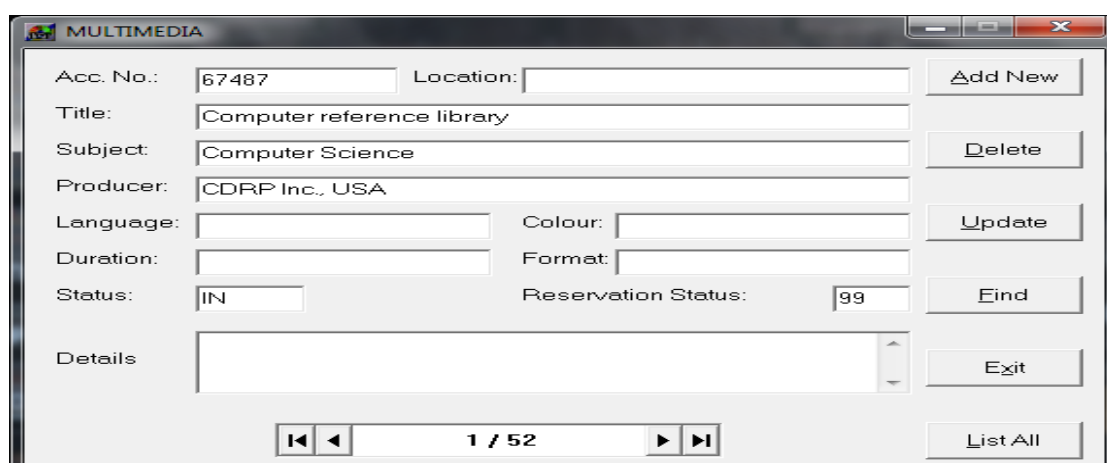 MULTIMEDIA
Acc. No.: 67487 Location: Add New
Title: Computer reference library
Subject: Computer Science Delete
Producer: CDRP Inc., USA
Language: Colour: Update
Duration: Format:
Status: IN Reservation Status: 99 Find
Details Exit
1 / 52 List All